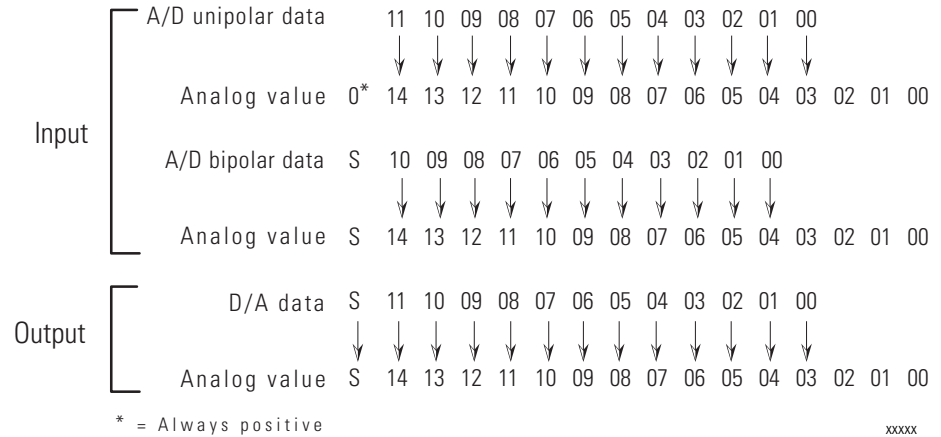 A/D unipolar data 11 10 09 08 07 06 05 04 03 02 01 00
Analog value 0* 14 13 12 11 10 09 08 07 06 05 04 03 02 01 00
Input
A/D bipolar data S 10 09 08 07 06 05 04 03 02 01 00
Analog value S 14 13 12 11 10 09 08 07 06 05 04 03 02 01 00
D/A data S 11 10 09 08 07 06 05 04 03 02 01 00
Output
Analog value S 14 13 12 11 10 09 08 07 06 05 04 03 02 01 00
* = Always positive
xxxxx